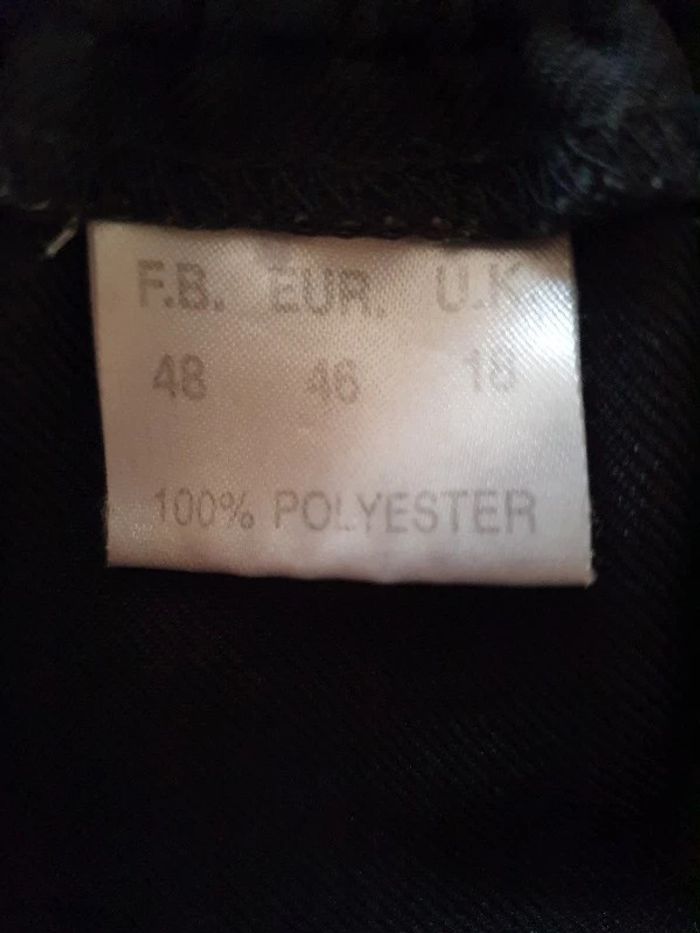 F.B. EUR. U.K
48 46 18
100% POLYESTER